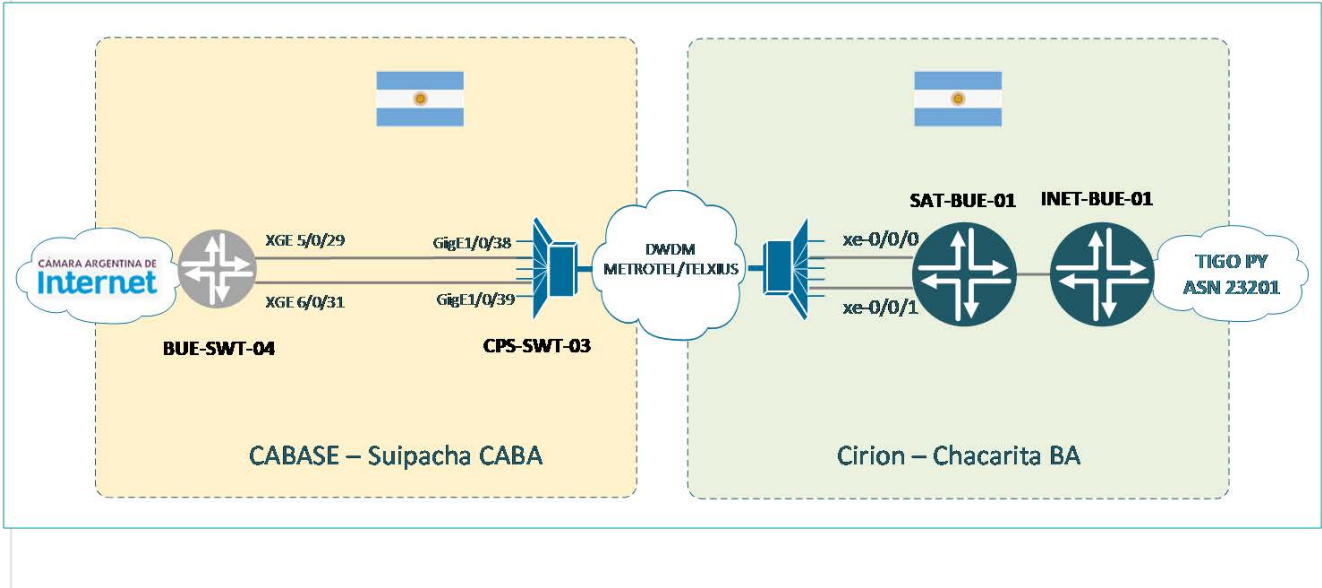 CÁMARA ARGENTINA DE
Internet
XGE 5/0/29
XGE 6/0/31
BUE-SWT-04
GiigE1/0/38
GigE1/0/39
CPS-SWT-03
CABASE – Suipacha CABA
DWDM
METROTEL/TELXIUS
xe-0/0/0
xe-0/0/1
SAT-BUE-01
INET-BUE-01
TIGO PY
ASN 23201
Cirion – Chacarita BA